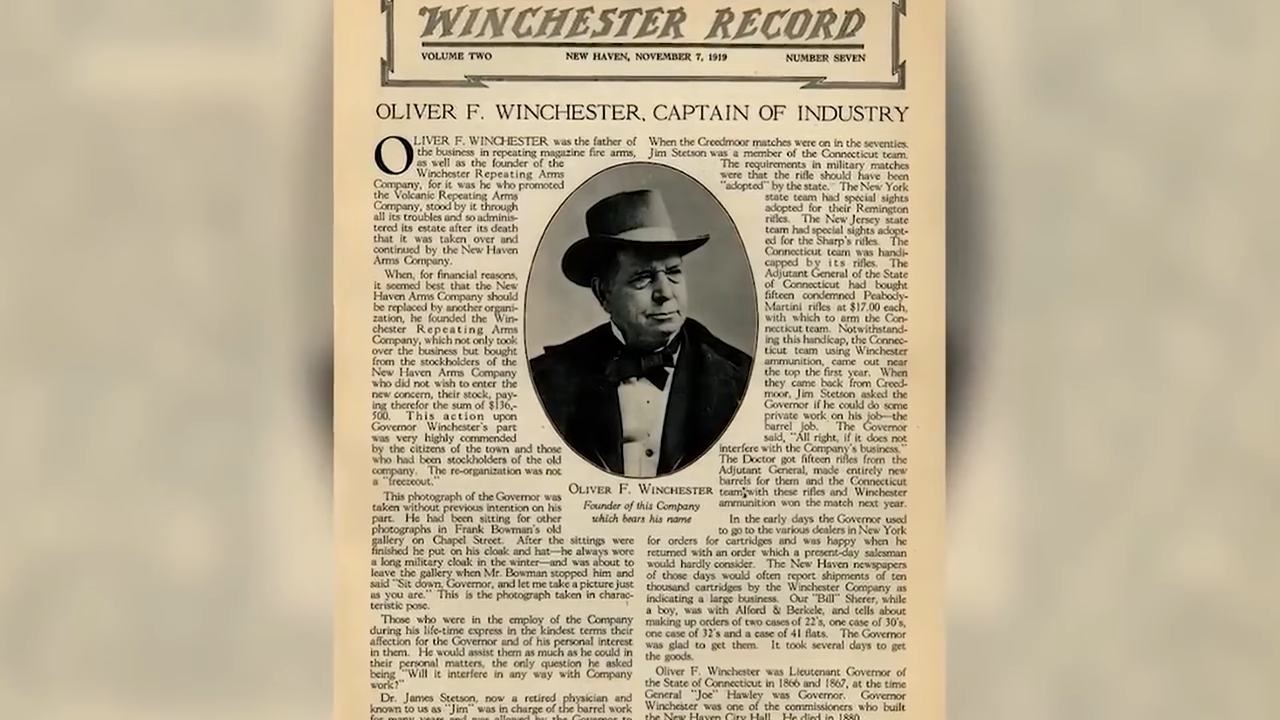 WINCHESTER RECORD
VOLUME TWO NEW HAVEN, NOVEMBER 7, 1919 NUMBER SEVEN
OLIVER F. WINCHESTER, CAPTAIN OF INDUSTRY
OLIVER F. WINCHESTER was the father of
the business in repeating magazine fire arms,
as well as the founder of the
Winchester Repeating Arms
Company, for it was he who promoted
the Volcanic Repeating Arms
Company, stood by it through
all its troubles and so adminis-
tered its estate after its death
that it was taken over and
continued by the New Haven
Arms Company.
When, for financial reasons,
it seemed best that the New
Haven Arms Company should
be replaced by another organi-
zation, he founded the Win-
chester Repeating Arms
Company, which not only took
over the business but bought
from the stockholders of the
New Haven Arms Company
who did not wish to enter the
new concern, their stock, pay-
ing therefor the sum of $136,-
500. This action upon
Governor Winchester's part
was very highly commended
by the citizens of the town and those
who had been stockholders of the old
company. The re-organization was not
a "freezeout."
This photograph of the Governor was
taken without previous intention on his
part. He had been sitting for other
photographs in Frank Bowman's old
gallery on Chapel Street. After the sittings were
finished he put on his cloak and hat—he always wore
a long military cloak in the winter—and was about to
leave the gallery when Mr. Bowman stopped him and
said "Sit down, Governor, and let me take a picture just
as you are." This is the photograph taken in charac-
teristic pose.
Those who were in the employ of the Company
during his life-time express in the kindest terms their
affection for the Governor and of his personal interest
in them. He would assist them as much as he could in
their personal matters, the only question he asked
being "Will it interfere in any way with Company
work?"
Dr. James Stetson, now a retired physician and
known to us as "Jim" was in charge of the barrel work
for many years and was allowed by the Governor to
OLIVER F. WINCHESTER
Founder of this Company
which bears his name
When the Creedmoor matches were on in the seventies,
Jim Stetson was a member of the Connecticut team.
The requirements in military matches
were that the rifle should have been
"adopted" by the state. The New York
state team had special sights
adopted for their Remington
rifles. The New Jersey state
team had special sights adopt-
ed for the Sharp's rifles. The
Connecticut team was handi-
capped by its rifles. The
Adjutant General of the State
of Connecticut had bought
fifteen condemned Peabody-
Martini rifles at $17.00 each,
with which to arm the Con-
necticut team. Notwithstand-
ing this handicap, the Connec-
ticut team using Winchester
ammunition, came out near
the top the first year. When
they came back from Creed-
moor, Jim Stetson asked the
Governor if he could do some
private work on his job—the
barrel job. The Governor
said, "All right, if it does not
interfere with the Company's business."
The Doctor got fifteen rifles from the
Adjutant General, made entirely new
barrels for them and the Connecticut
team with these rifles and Winchester
ammunition won the match next year.
In the early days the Governor used
to go to the various dealers in New York
for orders for cartridges and was happy when he
returned with an order which a present-day salesman
would hardly consider. The New Haven newspapers
of those days would often report shipments of ten
thousand cartridges by the Winchester Company as
indicating a large business. Our "Bill" Sherer, while
a boy, was with Alford & Berkele, and tells about
making up orders of two cases of 22's, one case of 30's,
one case of 32's and a case of 41 flats. The Governor
was glad to get them. It took several days to get
the goods.
Oliver F. Winchester was Lieutenant Governor of
the State of Connecticut in 1866 and 1867, at the time
General "Joe" Hawley was Governor. Governor
Winchester was one of the commissioners who built
the New Haven City Hall. He died in 1880.